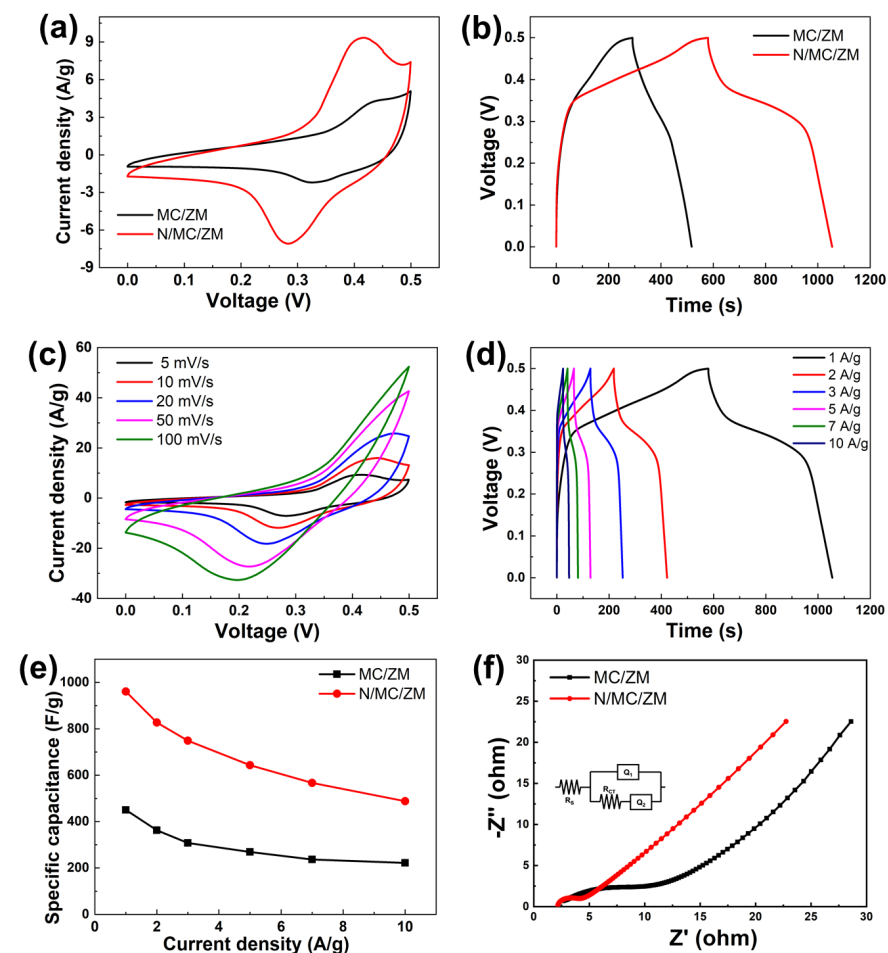 (a)
Current density (A/g)
9
6
3
0
-3
-6
-9
MC/ZM
N/MC/ZM
0.0 0.1 0.2 0.3 0.4 0.5
Voltage (V)
(b)
Voltage (V)
0.5
0.5
0.3
0.2
0.1
0.0
MC/ZM
N/MC/ZM
0 200 400 600 800 1000 1200
Time (s)
(c)
Current density (A/g)
60
40
20
0
-20
-40
5 mV/s
10 mV/s
20 mV/s
50 mV/s
100 mV/s
0.0 0.1 0.2 0.3 0.4 0.5
Voltage (V)
(d)
Voltage (V)
0.5
0.5
0.3
0.2
0.1
0.0
1 A/g
2 A/g
3 A/g
5 A/g
7 A/g
10 A/g
0 200 400 600 800 1000 1200
Time (s)
(e)
Specific capacitance (F/g)
1000
800
600
400
200
0
MC/ZM
N/MC/ZM
0 2 4 6 8 10
Current density (A/g)
(f)
-Z'' (ohm)
30
25
20
15
10
5
0
MC/ZM
N/MC/ZM
Rs
Q1
RCT
Q2
0 5 10 15 20 25 30
Z' (ohm)